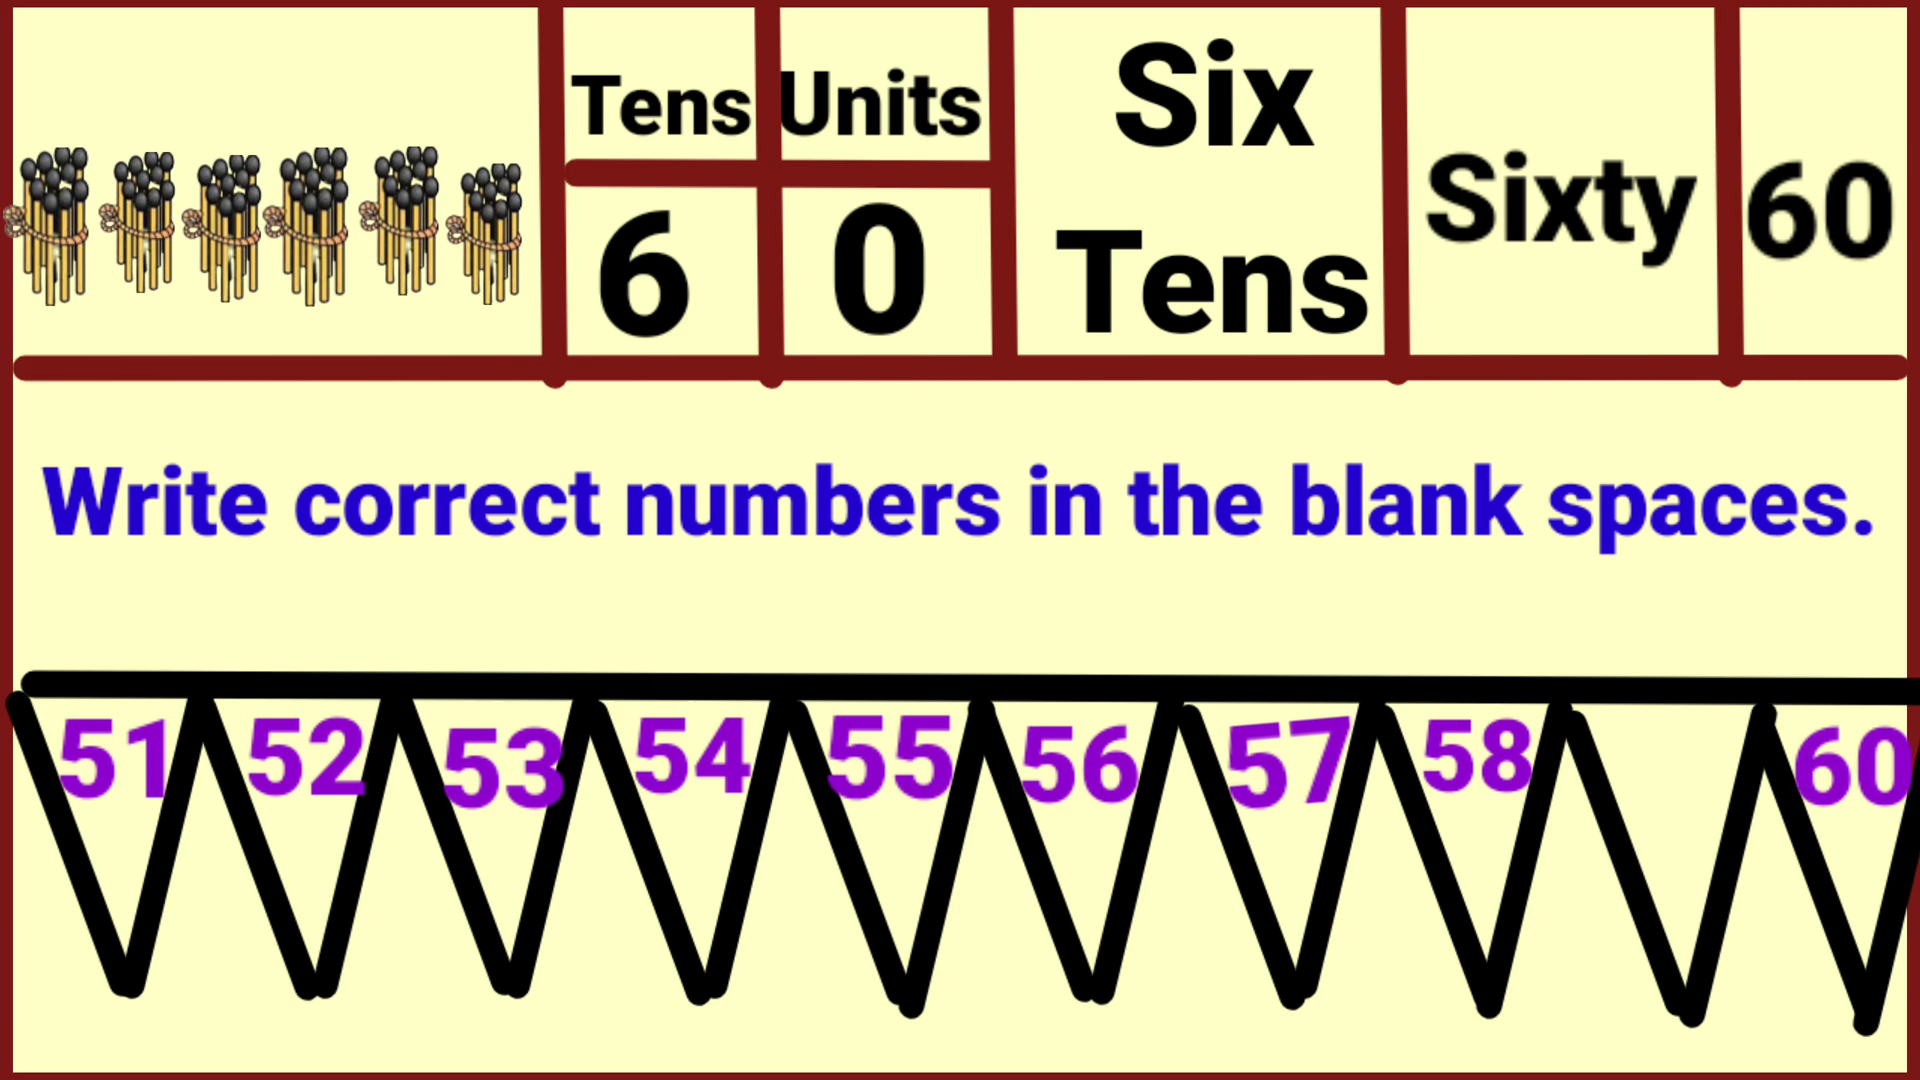 Tens Units Six
6 0 Tens Sixty 60
Write correct numbers in the blank spaces.
51 52 53 54 55 56 57 58 60